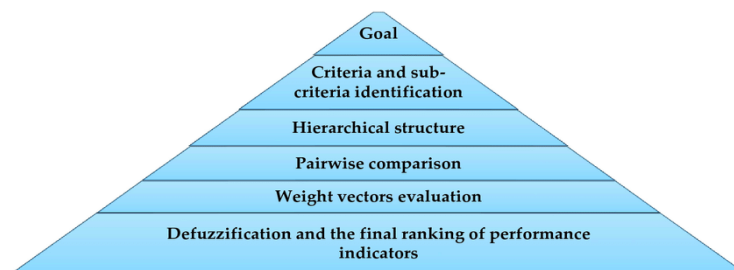 Goal
Criteria and sub-
criteria identification
Hierarchical structure
Pairwise comparison
Weight vectors evaluation
Defuzzification and the final ranking of performance
indicators